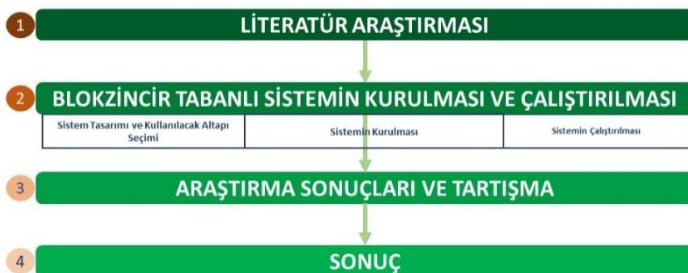 1 LİTERATÜR ARAŞTIRMASI
2 BLOKZİNCİR TABANLI SİSTEMİN KURULMASI VE ÇALIŞTIRILMASI
Sistem Tasarımı ve Kullanılacak Altapı
Seçimi
Sistemin Kurulması
Sistemin Çalıştırılması
3 ARAŞTIRMA SONUÇLARI VE TARTIŞMA
4 SONUÇ